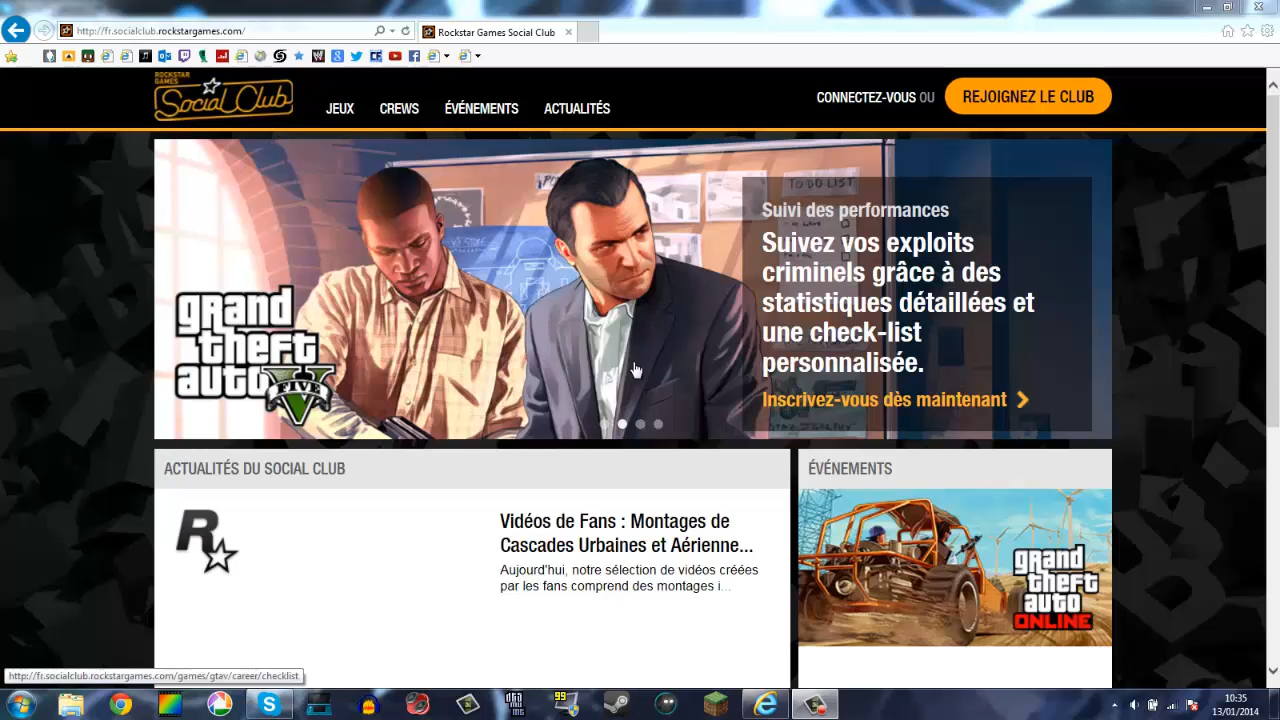 http://fr.socialclub.rockstargames.com/
Rockstar Games Social Club
ROCKSTAR GAMES
Social Club
JEUX
CREWS
ÉVÉNEMENTS
ACTUALITÉS
CONNECTEZ-VOUS OU
REJOIGNEZ LE CLUB
TO DO LIST
grand
theft
auto
FIVE
V
Suivi des performances
Suivez vos exploits
criminels grâce à des
statistiques détaillées et
une check-list
personnalisée.
Inscrivez-vous dès maintenant
ACTUALITÉS DU SOCIAL CLUB
R
Vidéos de Fans : Montages de
Cascades Urbaines et Aérienne...
Aujourd'hui, notre sélection de vidéos créées
par les fans comprend des montages i...
ÉVÉNEMENTS
grand
theft
auto
ONLINE
http://fr.socialclub.rockstargames.com/games/gtav/career/checklist
99
10:35
13/01/2014